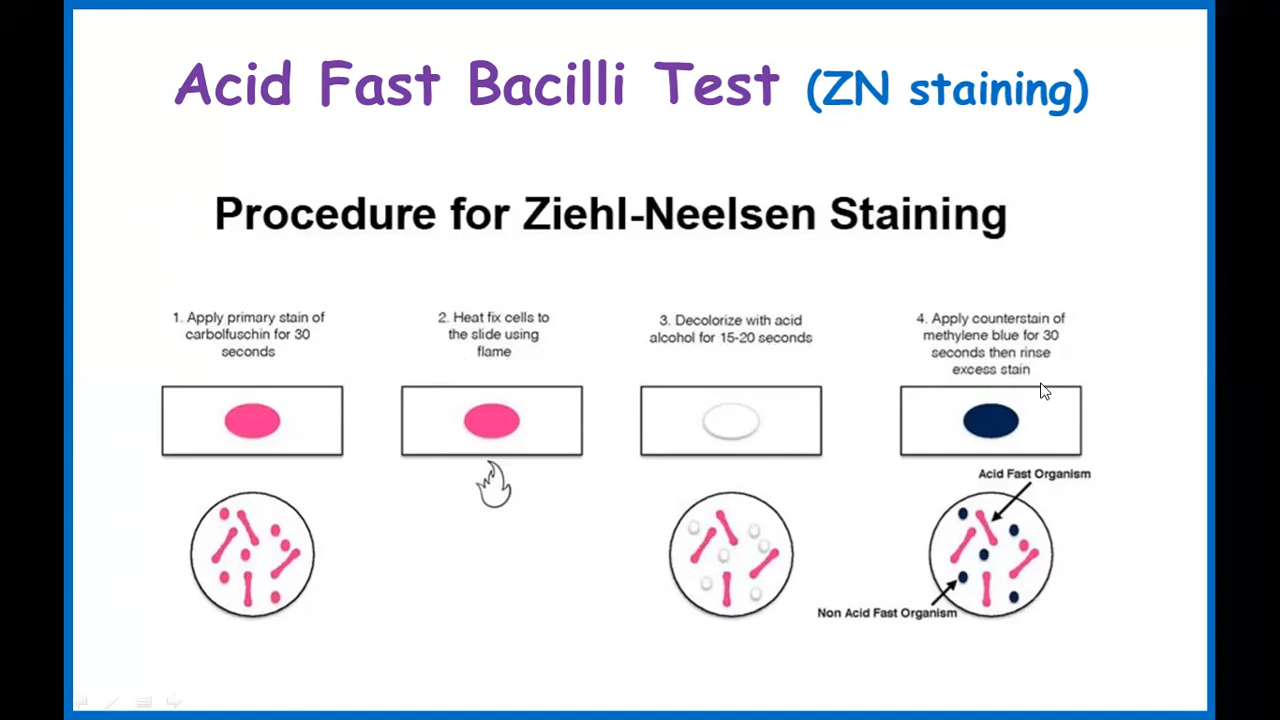 Acid Fast Bacilli Test (ZN staining)
Procedure for Ziehl-Neelsen Staining
1. Apply primary stain of
carbolfuschin for 30
seconds
2. Heat fix cells to
the slide using
flame
3. Decolorize with acid
alcohol for 15-20 seconds
4. Apply counterstain of
methylene blue for 30
seconds then rinse
excess stain
Acid Fast Organism
Non Acid Fast Organism